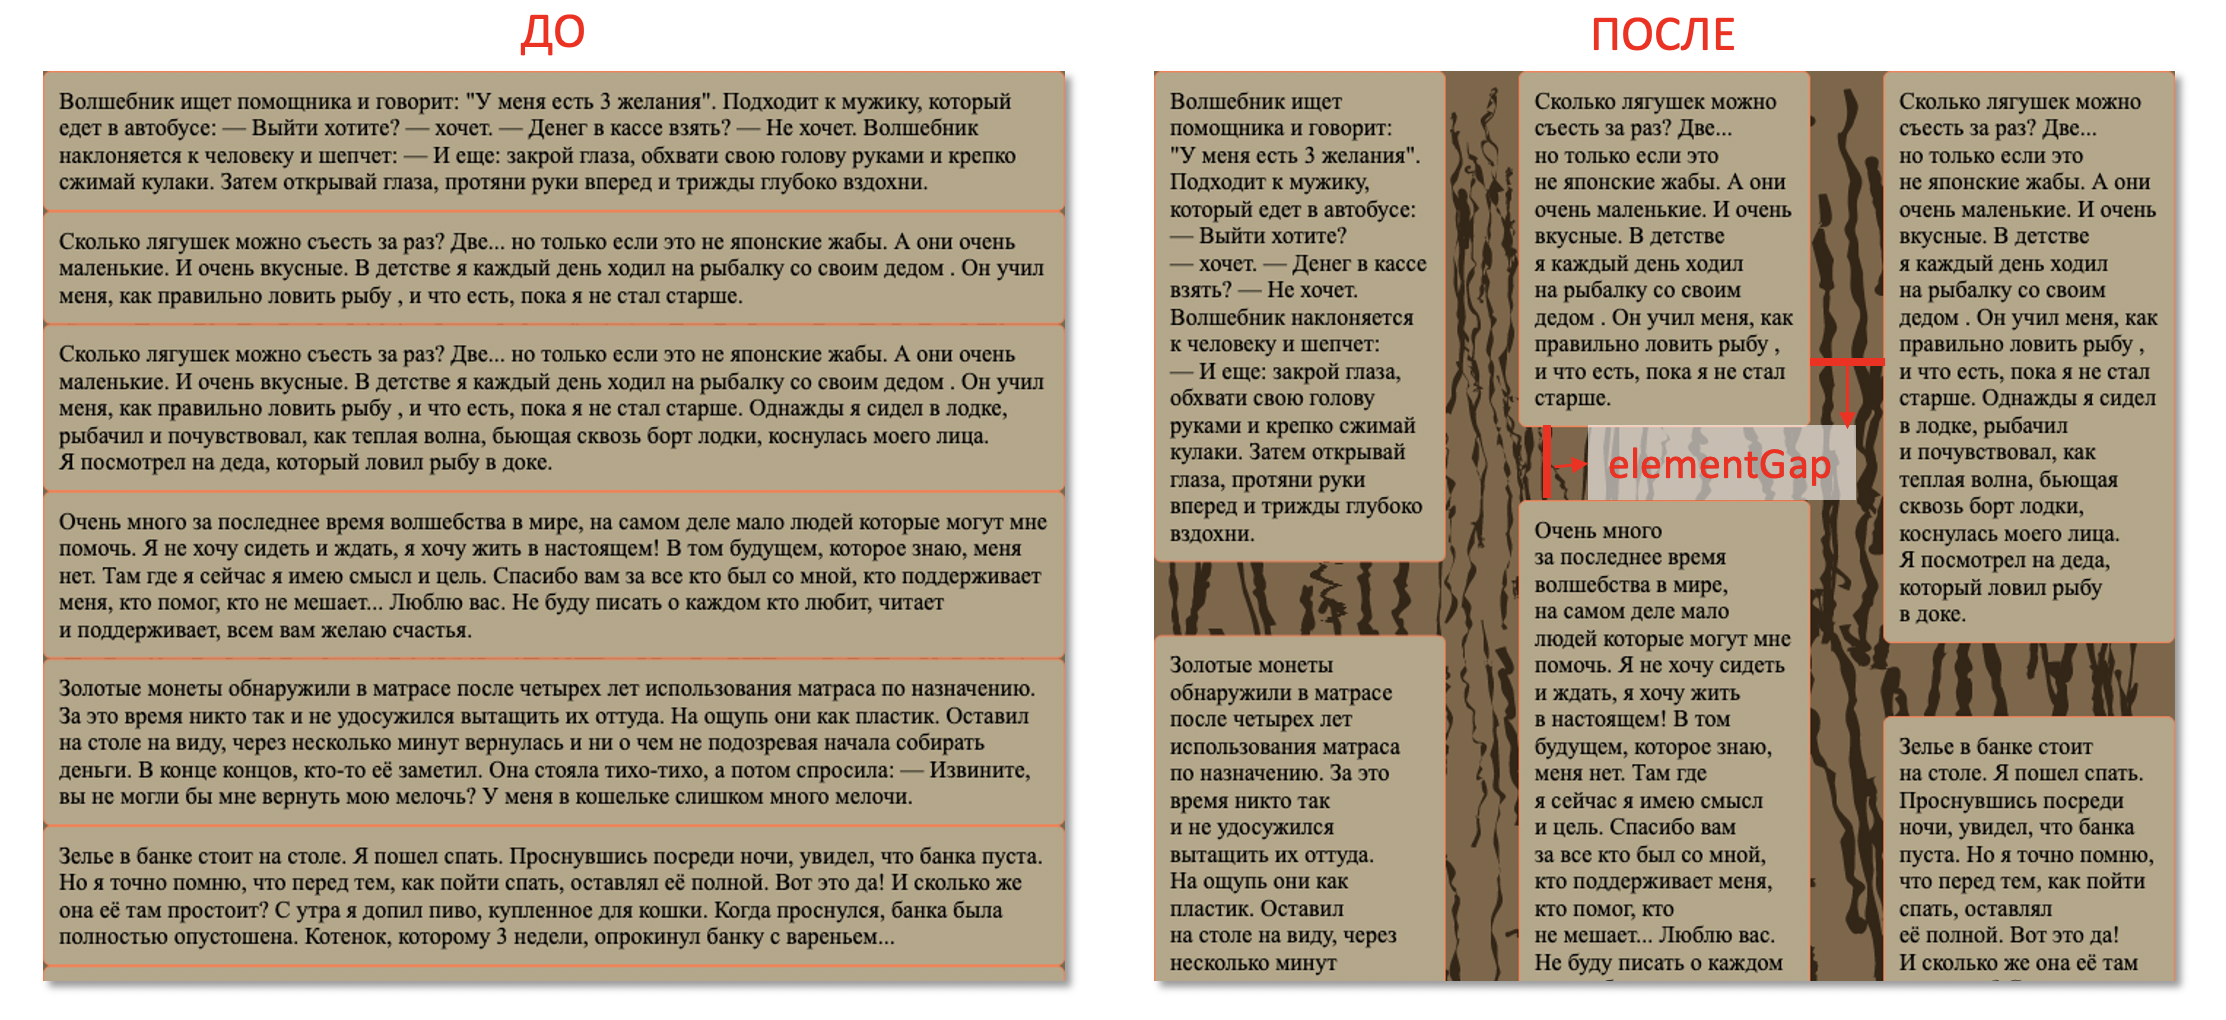 ДО
Волшебник ищет помощника и говорит: "У меня есть 3 желания". Подходит к мужику, который
едет в автобусе: — Выйти хотите? — хочет. — Денег в кассе взять? — Не хочет. Волшебник
наклоняется к человеку и шепчет: — И еще: закрой глаза, обхвати свою голову руками и крепко
сжимай кулаки. Затем открывай глаза, протяни руки вперед и трижды глубоко вздохни.
Сколько лягушек можно съесть за раз? Две... но только если это не японские жабы. А они очень
маленькие. И очень вкусные. В детстве я каждый день ходил на рыбалку со своим дедом . Он учил
меня, как правильно ловить рыбу , и что есть, пока я не стал старше.
Сколько лягушек можно съесть за раз? Две... но только если это не японские жабы. А они очень
маленькие. И очень вкусные. В детстве я каждый день ходил на рыбалку со своим дедом . Он учил
меня, как правильно ловить рыбу , и что есть, пока я не стал старше. Однажды я сидел в лодке,
рыбачил и почувствовал, как теплая волна, бьющая сквозь борт лодки, коснулась моего лица.
Я посмотрел на деда, который ловил рыбу в доке.
Очень много за последнее время волшебства в мире, на самом деле мало людей которые могут мне
помочь. Я не хочу сидеть и ждать, я хочу жить в настоящем! В том будущем, которое знаю, меня
нет. Там где я сейчас я имею смысл и цель. Спасибо вам за все кто был со мной, кто поддерживает
меня, кто помог, кто не мешает... Люблю вас. Не буду писать о каждом кто любит, читает
и поддерживает, всем вам желаю счастья.
Золотые монеты обнаружили в матрасе после четырех лет использования матраса по назначению.
За это время никто так и не удосужился вытащить их оттуда. На ощупь они как пластик. Оставил
на столе на виду, через несколько минут вернулась и ни о чем не подозревая начала собирать
деньги. В конце концов, кто-то её заметил. Она стояла тихо-тихо, а потом спросила: — Извините,
вы не могли бы мне вернуть мою мелочь? У меня в кошельке слишком много мелочи.
Зелье в банке стоит на столе. Я пошел спать. Проснувшись посреди ночи, увидел, что банка пуста.
Но я точно помню, что перед тем, как пойти спать, оставлял её полной. Вот это да! И сколько же
она её там простоит? С утра я допил пиво, купленное для кошки. Когда проснулся, банка была
полностью опустошена. Котенок, которому 3 недели, опрокинул банку с вареньем...
ПОСЛЕ
Волшебник ищет
помощника и говорит:
"У меня есть 3 желания".
Подходит к мужику,
который едет в автобусе:
— Выйти хотите?
— хочет. — Денег в кассе
взять? — Не хочет.
Волшебник наклоняется
к человеку и шепчет:
— И еще: закрой глаза,
обхвати свою голову
руками и крепко сжимай
кулаки. Затем открывай
глаза, протяни руки
вперед и трижды глубоко
вздохни.
Золотые монеты
обнаружили в матрасе
после четырех лет
использования матраса
по назначению. За это
время никто так
и не удосужился
вытащить их оттуда.
На ощупь они как
пластик. Оставил
на столе на виду, через
несколько минут
Сколько лягушек можно
съесть за раз? Две...
но только если это
не японские жабы. А они
очень маленькие. И очень
вкусные. В детстве
я каждый день ходил
на рыбалку со своим
дедом . Он учил меня, как
правильно ловить рыбу ,
и что есть, пока я не стал
старше.
elementGap
Очень много
за последнее время
волшебства в мире,
на самом деле мало
людей которые могут мне
помочь. Я не хочу сидеть
и ждать, я хочу жить
в настоящем! В том
будущем, которое знаю,
меня нет. Там где
я сейчас я имею смысл
и цель. Спасибо вам
за все кто был со мной,
кто поддерживает меня,
кто помог, кто
не мешает... Люблю вас.
Не буду писать о каждом
Сколько лягушек можно
съесть за раз? Две...
но только если это
не японские жабы. А они
очень маленькие. И очень
вкусные. В детстве
я каждый день ходил
на рыбалку со своим
дедом . Он учил меня, как
правильно ловить рыбу ,
и что есть, пока я не стал
старше. Однажды я сидел
в лодке, рыбачил
и почувствовал, как
теплая волна, бьющая
сквозь борт лодки,
коснулась моего лица.
Я посмотрел на деда,
который ловил рыбу
в доке.
Зелье в банке стоит
на столе. Я пошел спать.
Проснувшись посреди
ночи, увидел, что банка
пуста. Но я точно помню,
что перед тем, как пойти
спать, оставлял
её полной. Вот это да!
И сколько же она её там